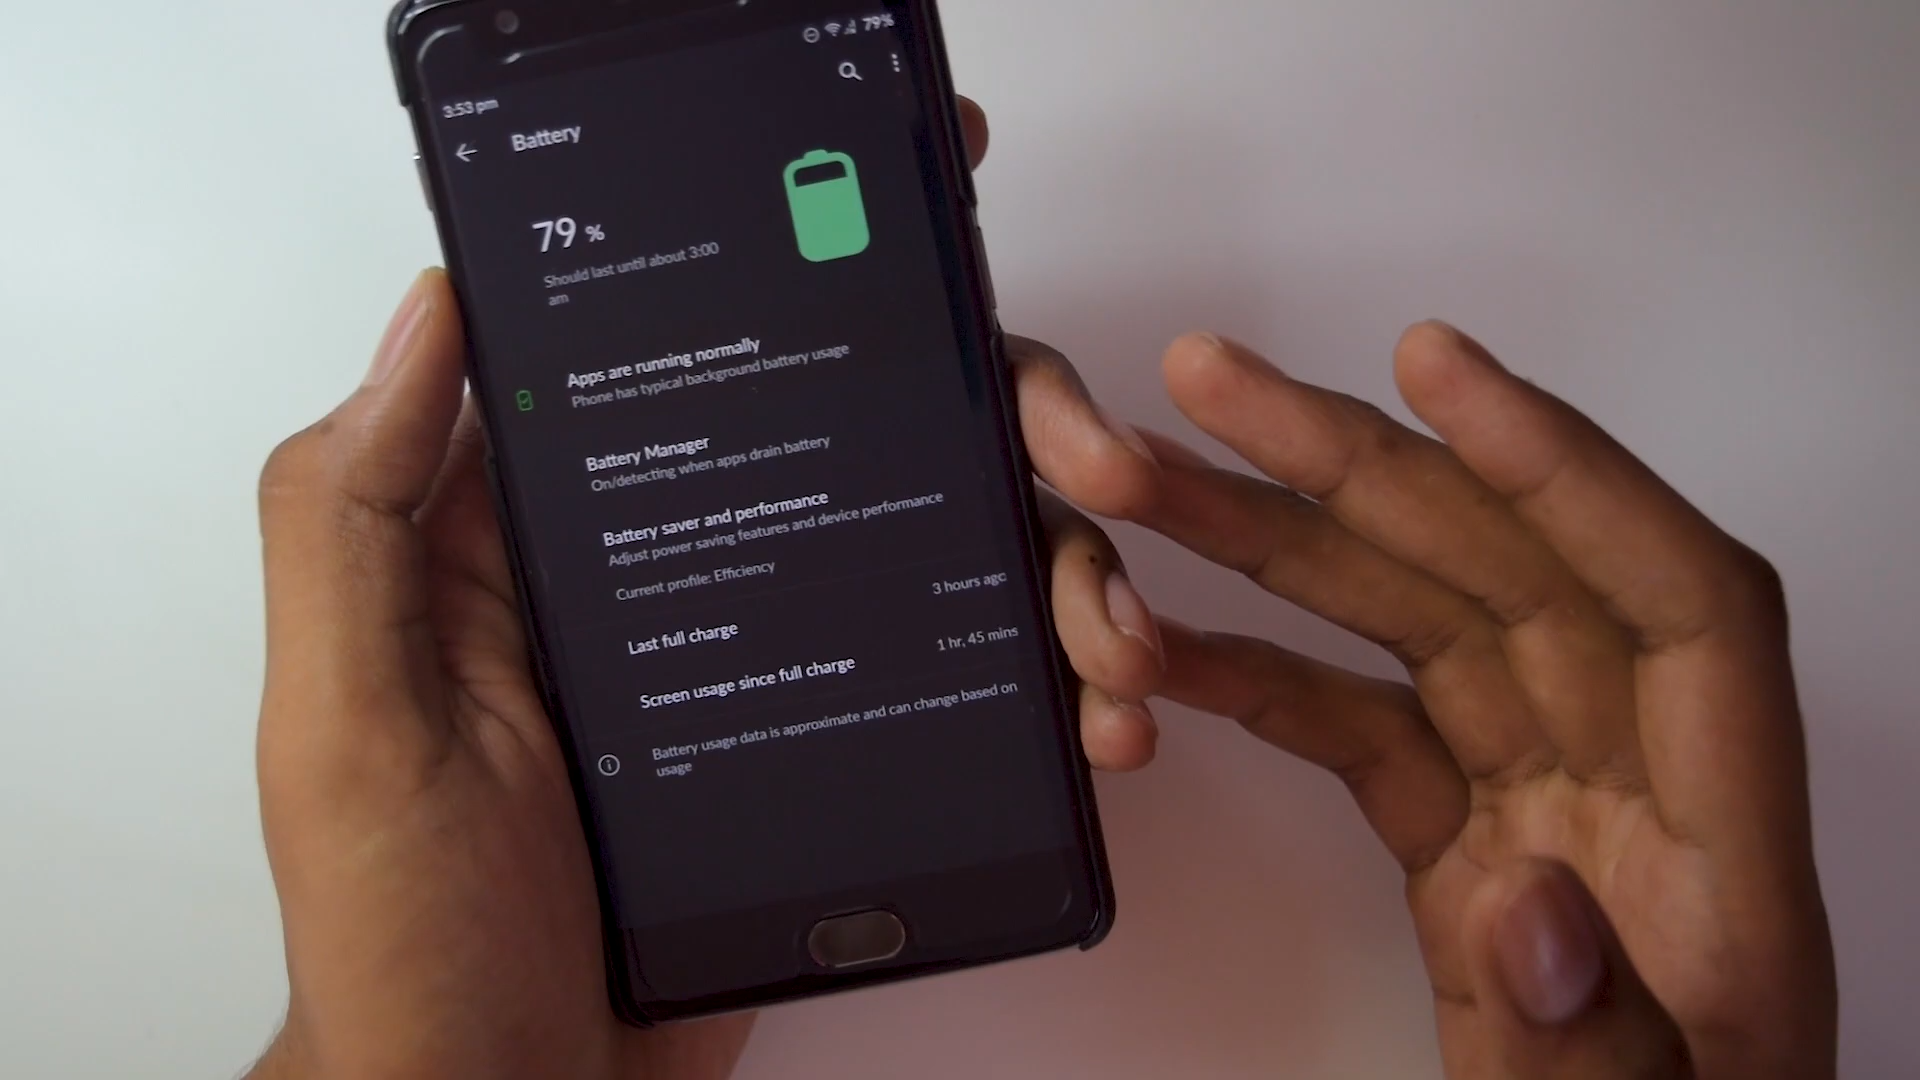 79%
3:53 pm
Battery
79 %
Should last until about 3:00
am
Apps are running normally
Phone has typical background battery usage
Battery Manager
On/detecting when apps drain battery
Battery saver and performance
Adjust power saving features and device performance
Current profile: Efficiency
Last full charge
3 hours ago
Screen usage since full charge
1 hr, 45 mins
Battery usage data is approximate and can change based on
usage